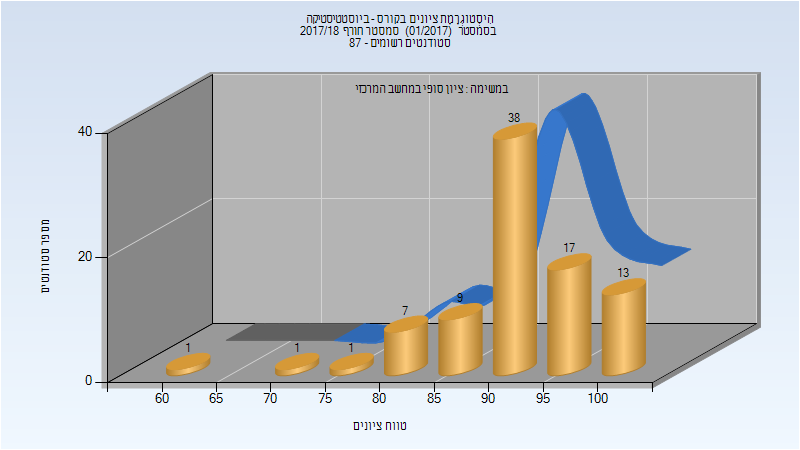 היסטוגרמת ציונים בקורס - ביוסטטיסטיקה
בסמסטר (01/2017) סמסטר חורף 2017/18
סטודנטים רשומים - 87
במשימה : ציון סופי במחשב המרכזי
מספר סטודנטים
40
20
0
1
1
1
7
9
38
17
13
60 65 70 75 80 85 90 95 100
טווח ציונים